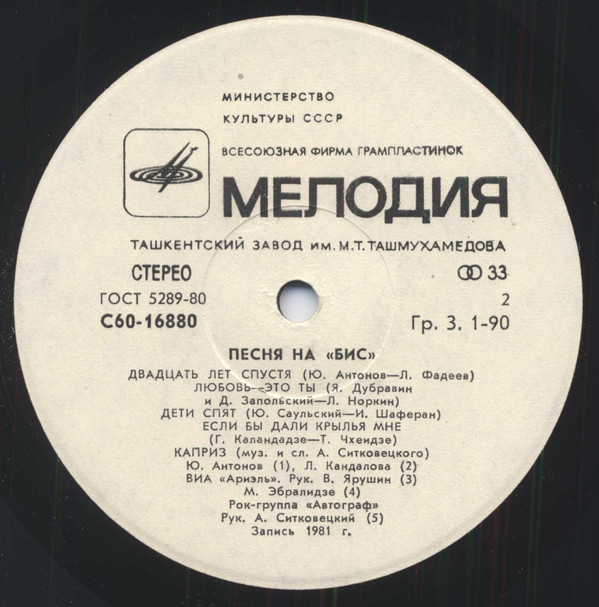 МИНИСТЕРСТВО
КУЛЬТУРЫ СССР
ВСЕСОЮЗНАЯ ФИРМА ГРАМПЛАСТИНОК
МЕЛОДИЯ
ТАШКЕНТСКИЙ ЗАВОД ИМ. М.Т. ТАШМУХАМЕДОВА
СТЕРЕО 33
ГОСТ 5289-80 2
С60-16880 Гр. 3. 1-90
ПЕСНЯ НА «БИС»
ДВАДЦАТЬ ЛЕТ СПУСТЯ (Ю. Антонов—Л. Фадеев)
ЛЮБОВЬ—ЭТО ТЫ (Я. Дубравин
и Д. Запольский—Л. Норкин)
ДЕТИ СПЯТ (Ю. Саульский—И. Шаферан)
ЕСЛИ БЫ ДАЛИ КРЫЛЬЯ МНЕ
(Г. Каландадзе—Т. Чхеидзе)
КАПРИЗ (муз. и сл. А. Ситковецкого)
Ю. Антонов (1), Л. Кандалова (2)
ВИА «Ариэль». Рук. В. Ярушин (3)
М. Эбралидзе (4)
Рок-группа «Автограф»
Рук. А. Ситковецкий (5)
Запись 1981 г.